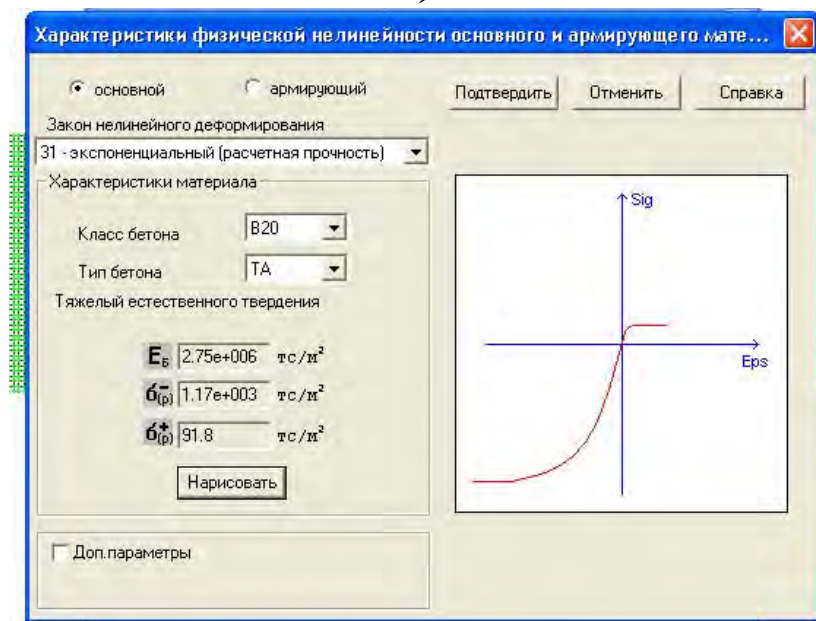 Характеристики физической нелинейности основного и армирующего мате...
основной армирующий
Подтвердить Отменить Справка
Закон нелинейного деформирования
31 - экспоненциальный (расчетная прочность)
Характеристики материала
Класс бетона B20
Тип бетона ТА
Тяжелый естественного твердения
Eб 2.75e+006 тс/м²
σ(р)- 1.17e+003 тс/м²
σ(р)+ 91.8 тс/м²
Нарисовать
Доп.параметры
Sig
Eps